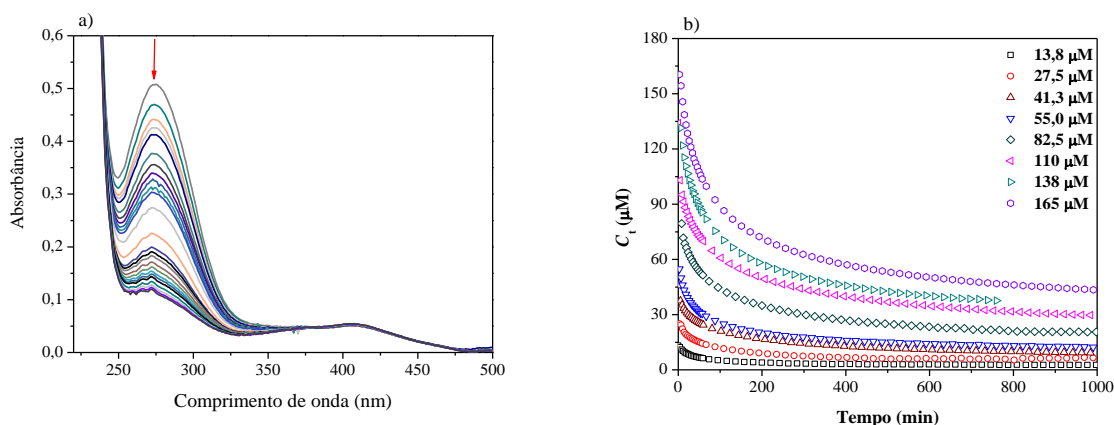 a)
0,6
0,5
0,4
0,3
0,2
0,1
0,0
Absorbância
250 300 350 400 450 500
Comprimento de onda (nm)
b)
180
150
120
90
60
30
0
C_t (μM)
0 200 400 600 800 1000
Tempo (min)
13,8 μM
27,5 μM
41,3 μM
55,0 μM
82,5 μM
110 μM
138 μM
165 μM